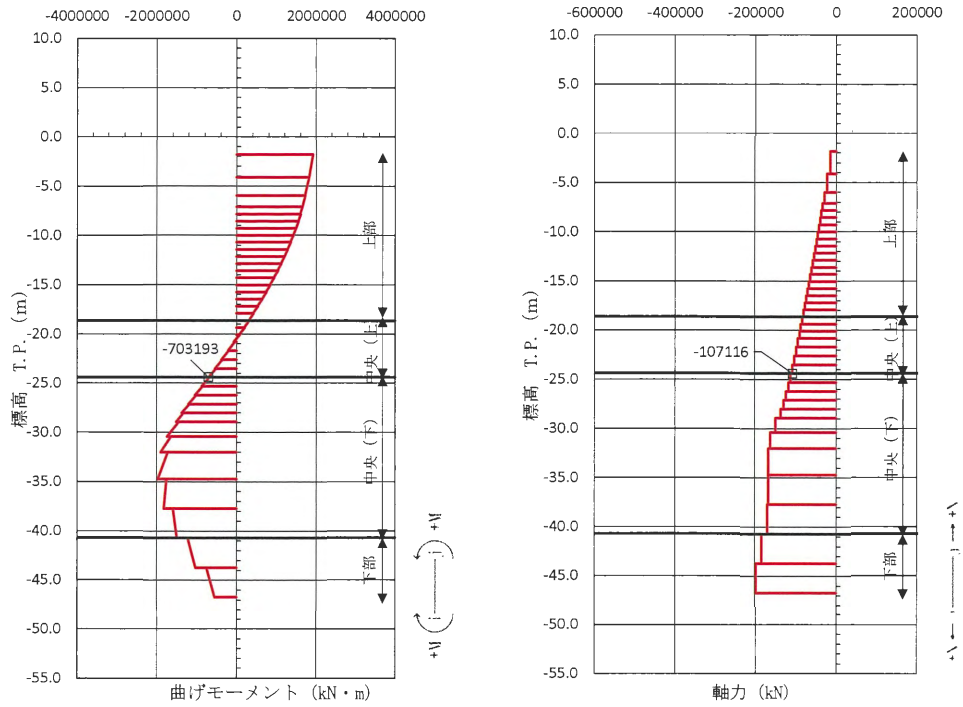 -4000000 -2000000 0 2000000 4000000
10.0
5.0
0.0
-5.0
-10.0
-15.0
-20.0
-25.0
-30.0
-35.0
-40.0
-45.0
-50.0
-55.0
標高 T.P. (m)
-703193
上部
中央 (上)
中央 (下)
下部
曲げモーメント (kN・m)
+M i j +M
-600000 -400000 -200000 0 200000
10.0
5.0
0.0
-5.0
-10.0
-15.0
-20.0
-25.0
-30.0
-35.0
-40.0
-45.0
-50.0
-55.0
標高 T.P. (m)
-107116
上部
中央 (上)
中央 (下)
下部
軸力 (kN)
+N i j +N